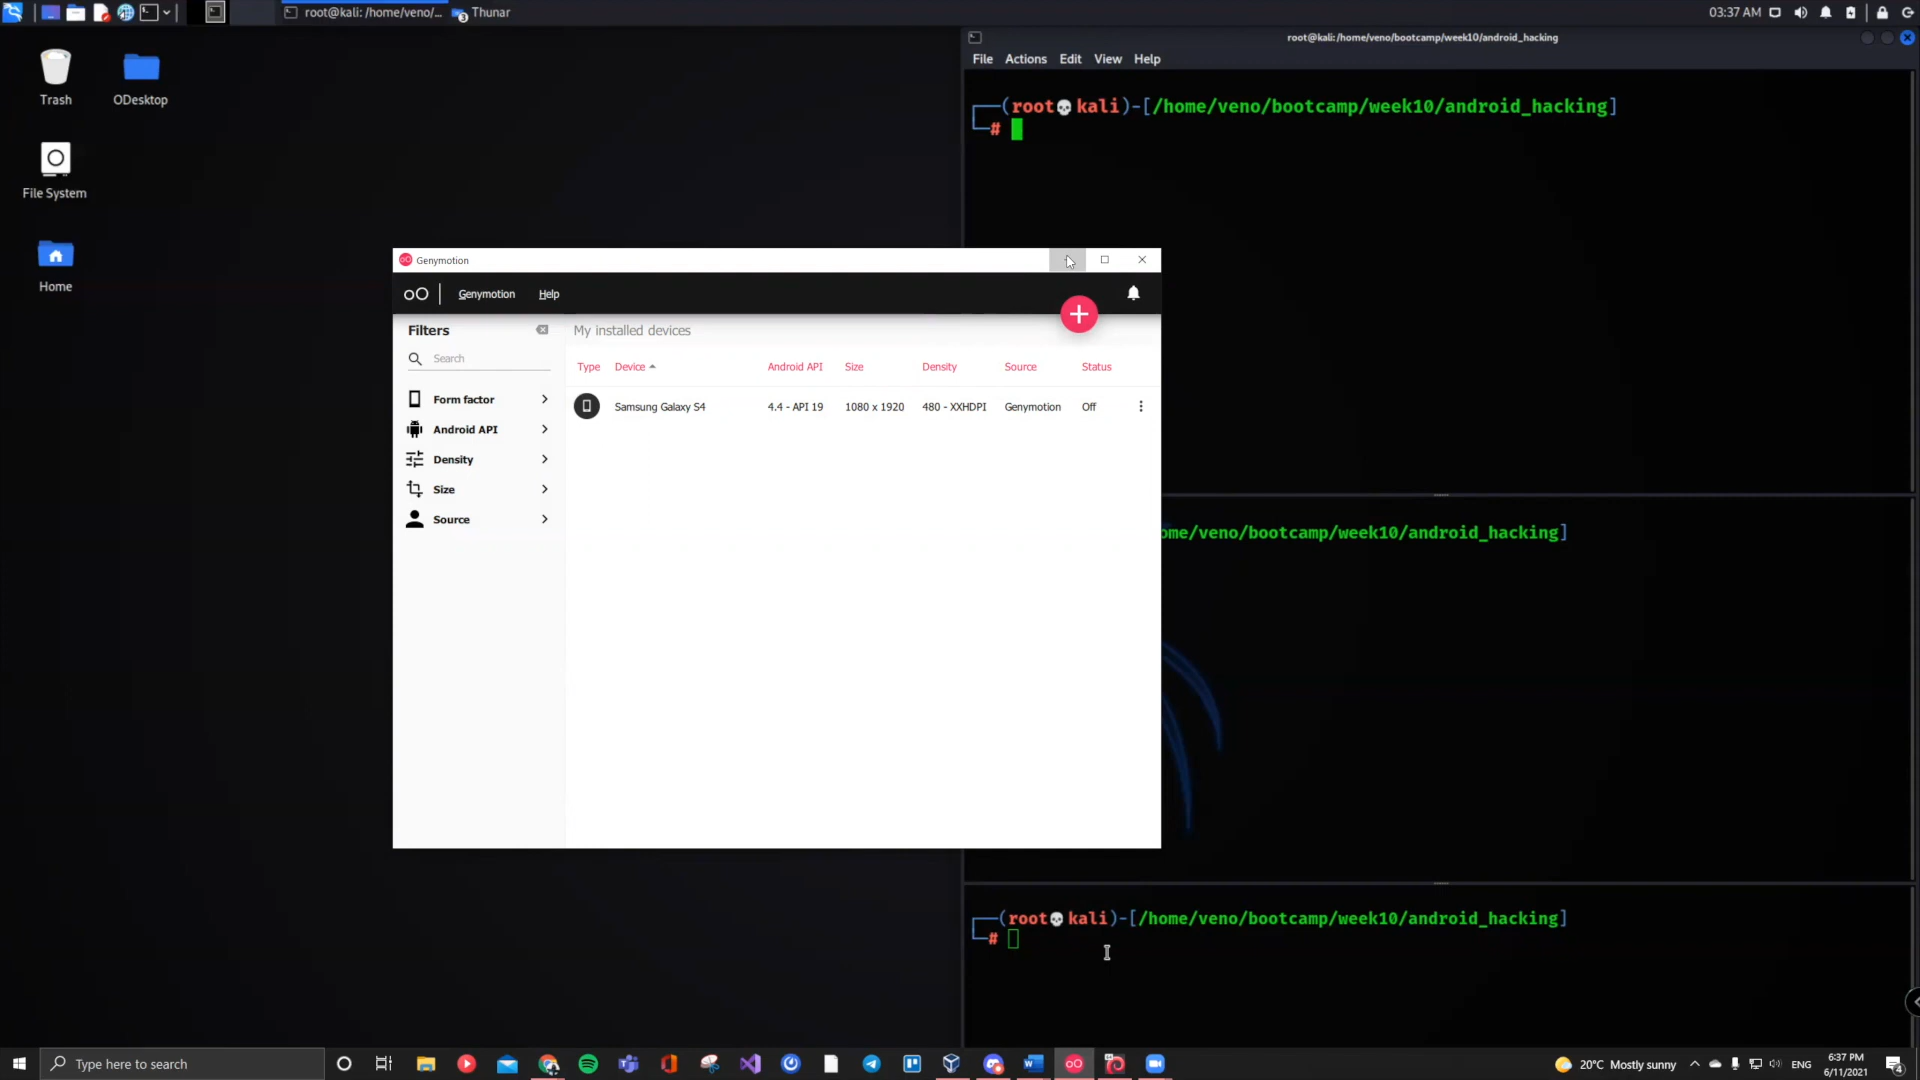 root@kali: /home/veno/...
Thunar
03:37 AM
Trash
ODesktop
File System
Home
root@kali:/home/veno/bootcamp/week10/android_hacking
File Actions Edit View Help
(root💀kali)-[/home/veno/bootcamp/week10/android_hacking]
#
Genymotion
Genymotion Help
Filters
Search
Form factor
Android API
Density
Size
Source
My installed devices
Type Device Android API Size Density Source Status
Samsung Galaxy S4 4.4 - API 19 1080 x 1920 480 - XXHDPI Genymotion Off
ome/veno/bootcamp/week10/android_hacking]
(root💀kali)-[/home/veno/bootcamp/week10/android_hacking]
#
Type here to search
20°C Mostly sunny
ENG
6:37 PM
6/11/2021
4